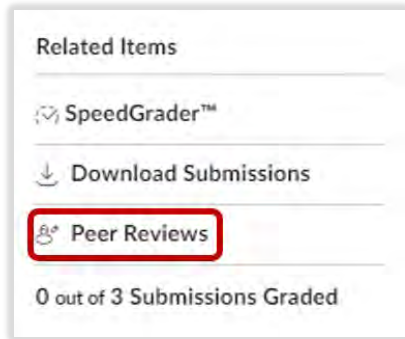 Related Items
SpeedGrader™
Download Submissions
Peer Reviews
0 out of 3 Submissions Graded